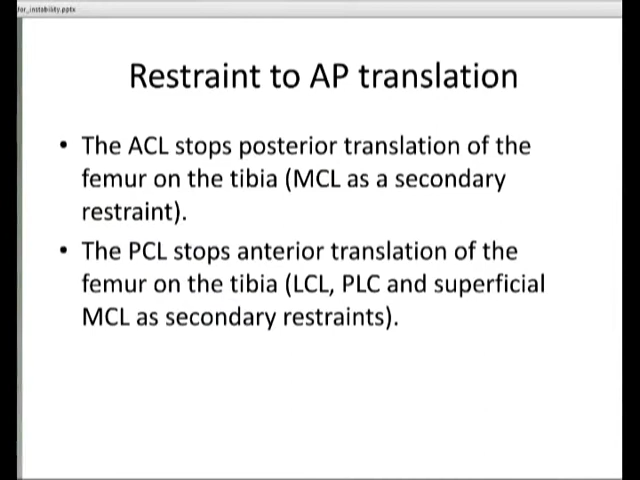 for_instability.pptx
Restraint to AP translation
• The ACL stops posterior translation of the
femur on the tibia (MCL as a secondary
restraint).
• The PCL stops anterior translation of the
femur on the tibia (LCL, PLC and superficial
MCL as secondary restraints).